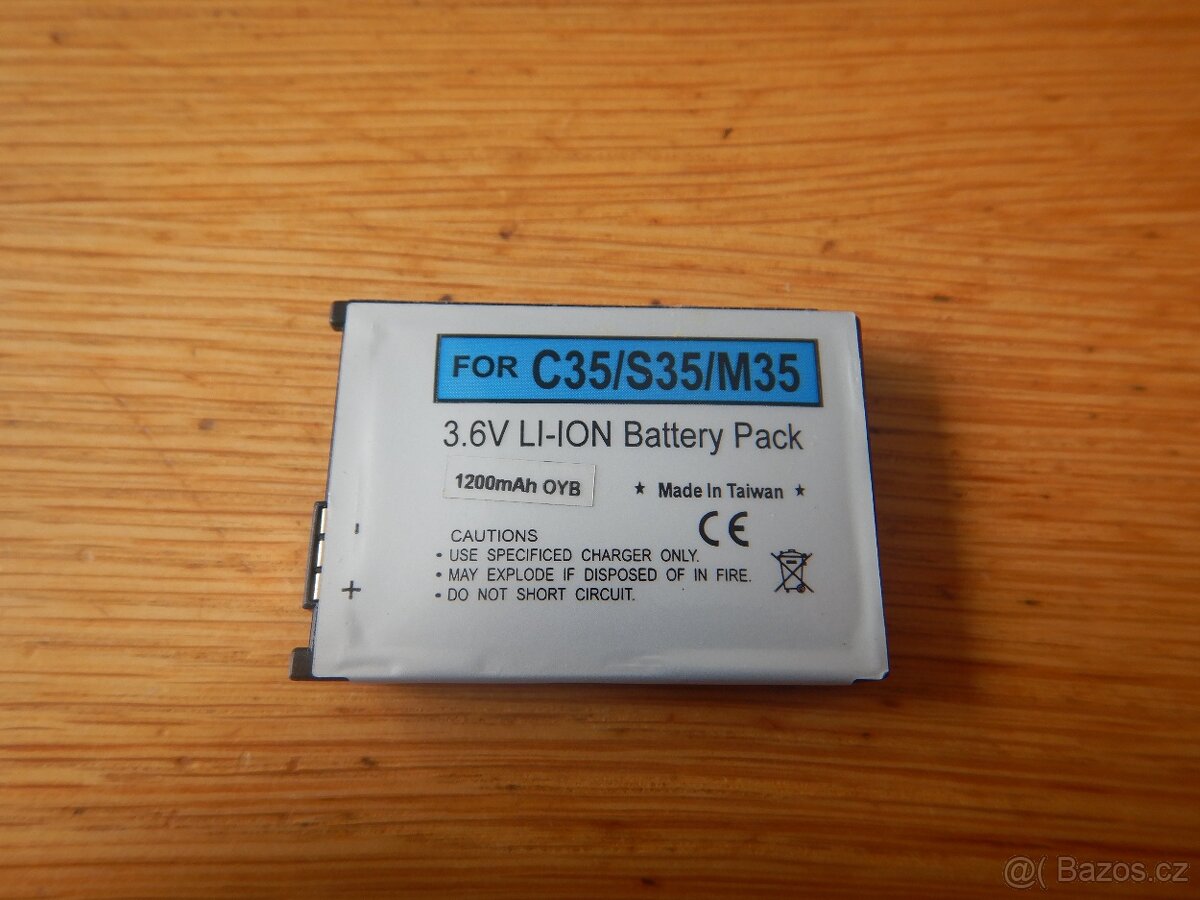 FOR C35/S35/M35
3.6V LI-ION Battery Pack
1200mAh OYB
★ Made In Taiwan ★
CE
CAUTIONS
• USE SPECIFICED CHARGER ONLY.
• MAY EXPLODE IF DISPOSED OF IN FIRE.
• DO NOT SHORT CIRCUIT.
-
+
@( Bazos.cz